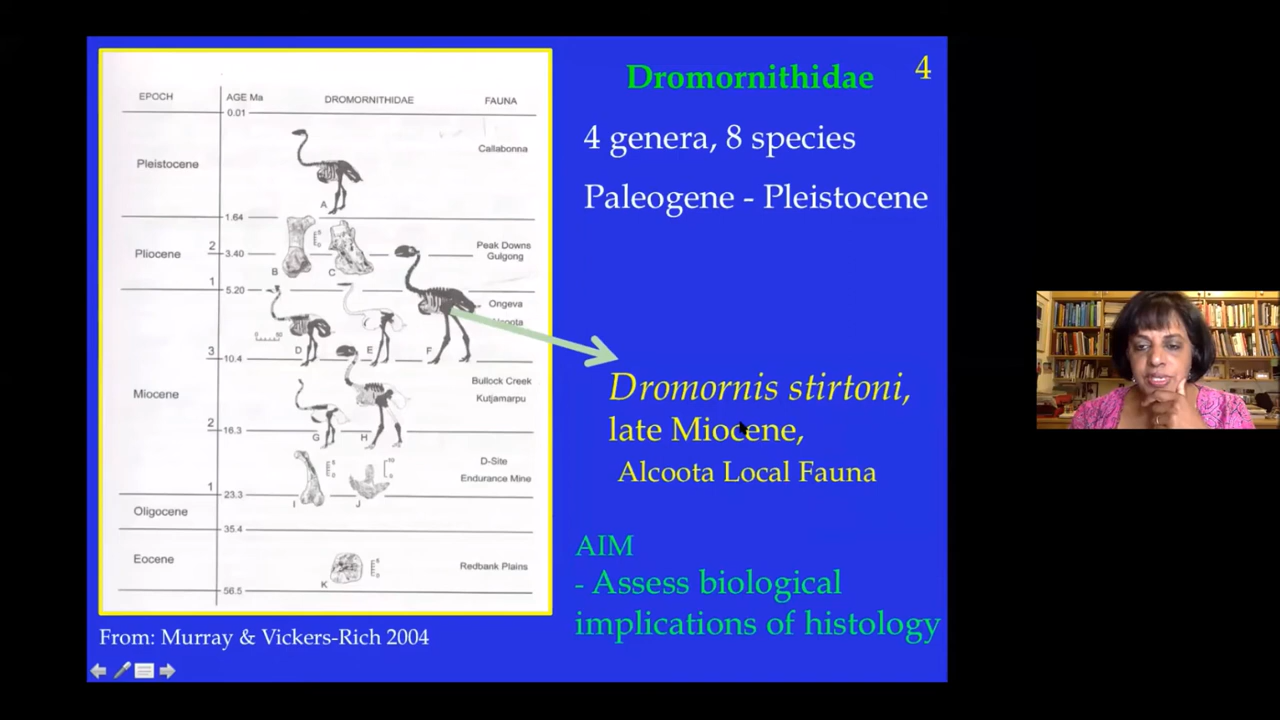 EPOCH AGE Ma DROMORNITHIDAE FAUNA
0.01
Callabonna
Pleistocene
A
1.64
2
Pliocene 3.40 Peak Downs
Gulgong
B C
1 5.20
Ongeva
D E F
3 10.4
Bullock Creek
Miocene Kutjamarpu
2 16.3 G H
D-Site
Endurance Mine
1 23.3 I J
Oligocene
35.4
Eocene
Redbank Plains
K
56.5
From: Murray & Vickers-Rich 2004
4
Dromornithidae
4 genera, 8 species
Paleogene - Pleistocene
Dromornis stirtoni,
late Miocene,
Alcoota Local Fauna
AIM
- Assess biological
implications of histology